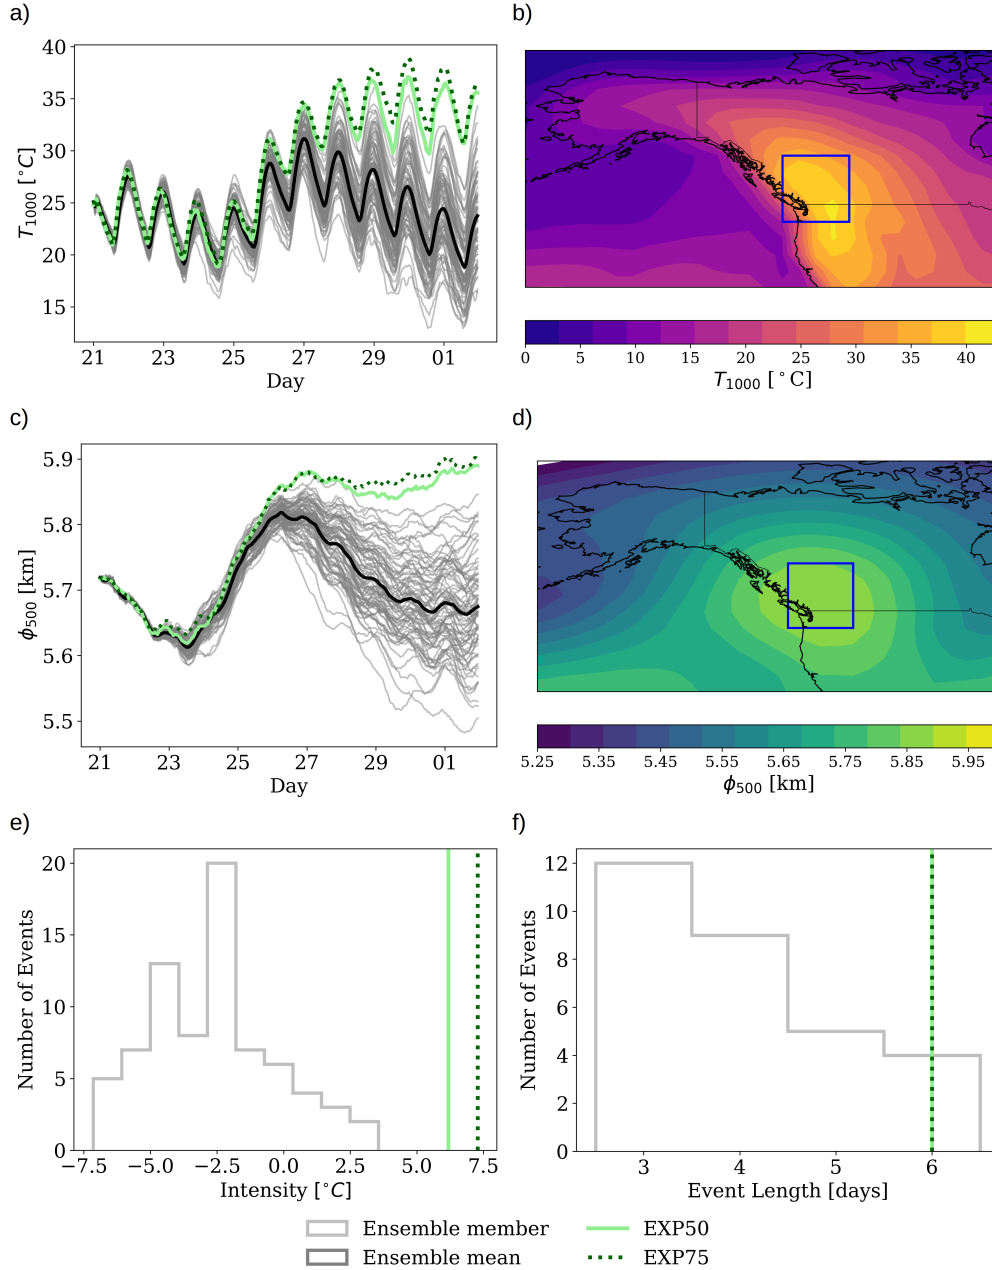 a)
b)
40
35
30
25
20
15
T1000 [°C]
21 23 25 27 29 01
Day
0 5 10 15 20 25 30 35 40
T1000 [°C]
c)
d)
5.9
5.8
5.7
5.6
5.5
ϕ500 [km]
21 23 25 27 29 01
Day
5.25 5.35 5.45 5.55 5.65 5.75 5.85 5.95
ϕ500 [km]
e)
f)
20
15
10
5
0
Number of Events
−7.5 −5.0 −2.5 0.0 2.5 5.0 7.5
Intensity [°C]
12
10
8
6
4
2
0
Number of Events
3 4 5 6
Event Length [days]
Ensemble member
EXP50
Ensemble mean
EXP75